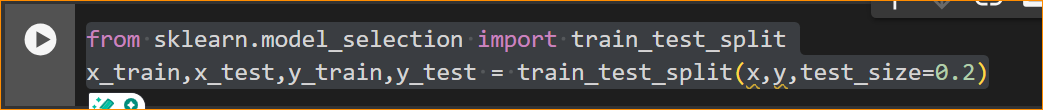 from sklearn.model_selection import train_test_split
x_train,x_test,y_train,y_test = train_test_split(x,y,test_size=0.2)